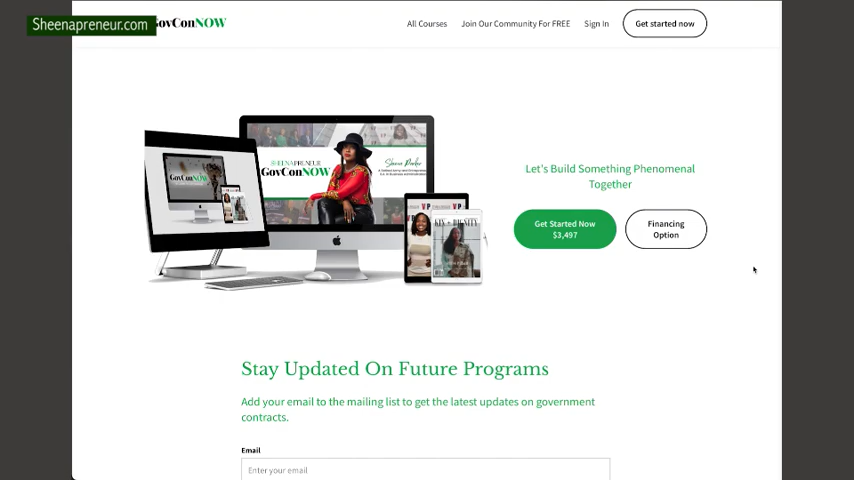 Sheenapreneur.com
GovConNOW
All Courses
Join Our Community For FREE
Sign In
Get started now
SHEENAPRENEUR
GovConNOW
GovConNOW
Let's Build Something Phenomenal
Together
Get Started Now
$3,497
Financing
Option
Stay Updated On Future Programs
Add your email to the mailing list to get the latest updates on government
contracts.
Email
Enter your email